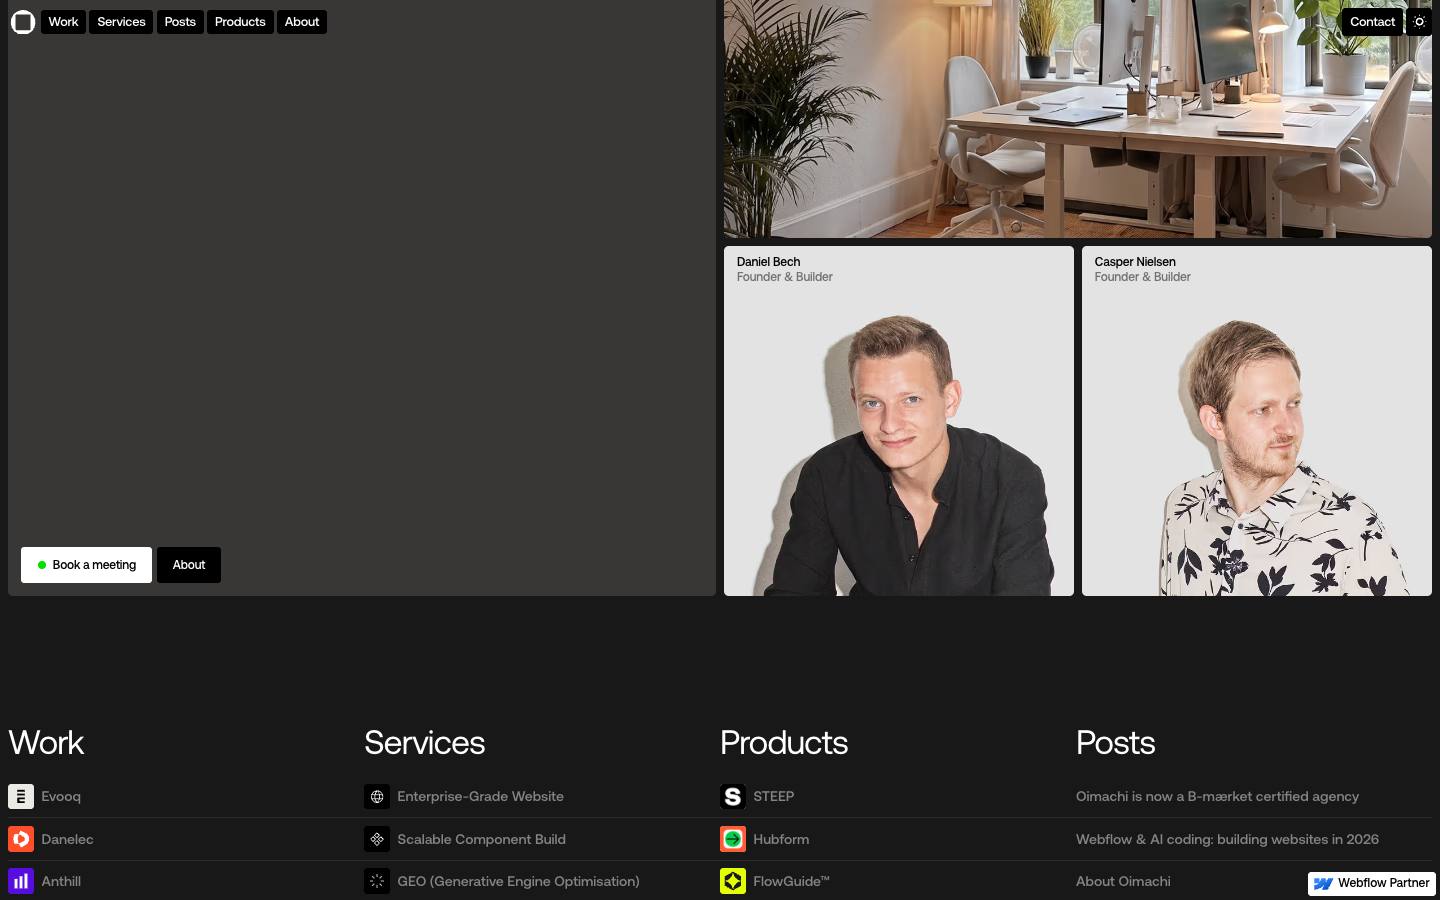 Work
Services
Posts
Products
About
Contact
Daniel Bech
Founder & Builder
Casper Nielsen
Founder & Builder
Book a meeting
About
Work
Evooq
Danelec
Anthill
Services
Enterprise-Grade Website
Scalable Component Build
GEO (Generative Engine Optimisation)
Products
STEEP
Hubform
FlowGuide™
Posts
Oimachi is now a B-mærket certified agency
Webflow & AI coding: building websites in 2026
About Oimachi
Webflow Partner